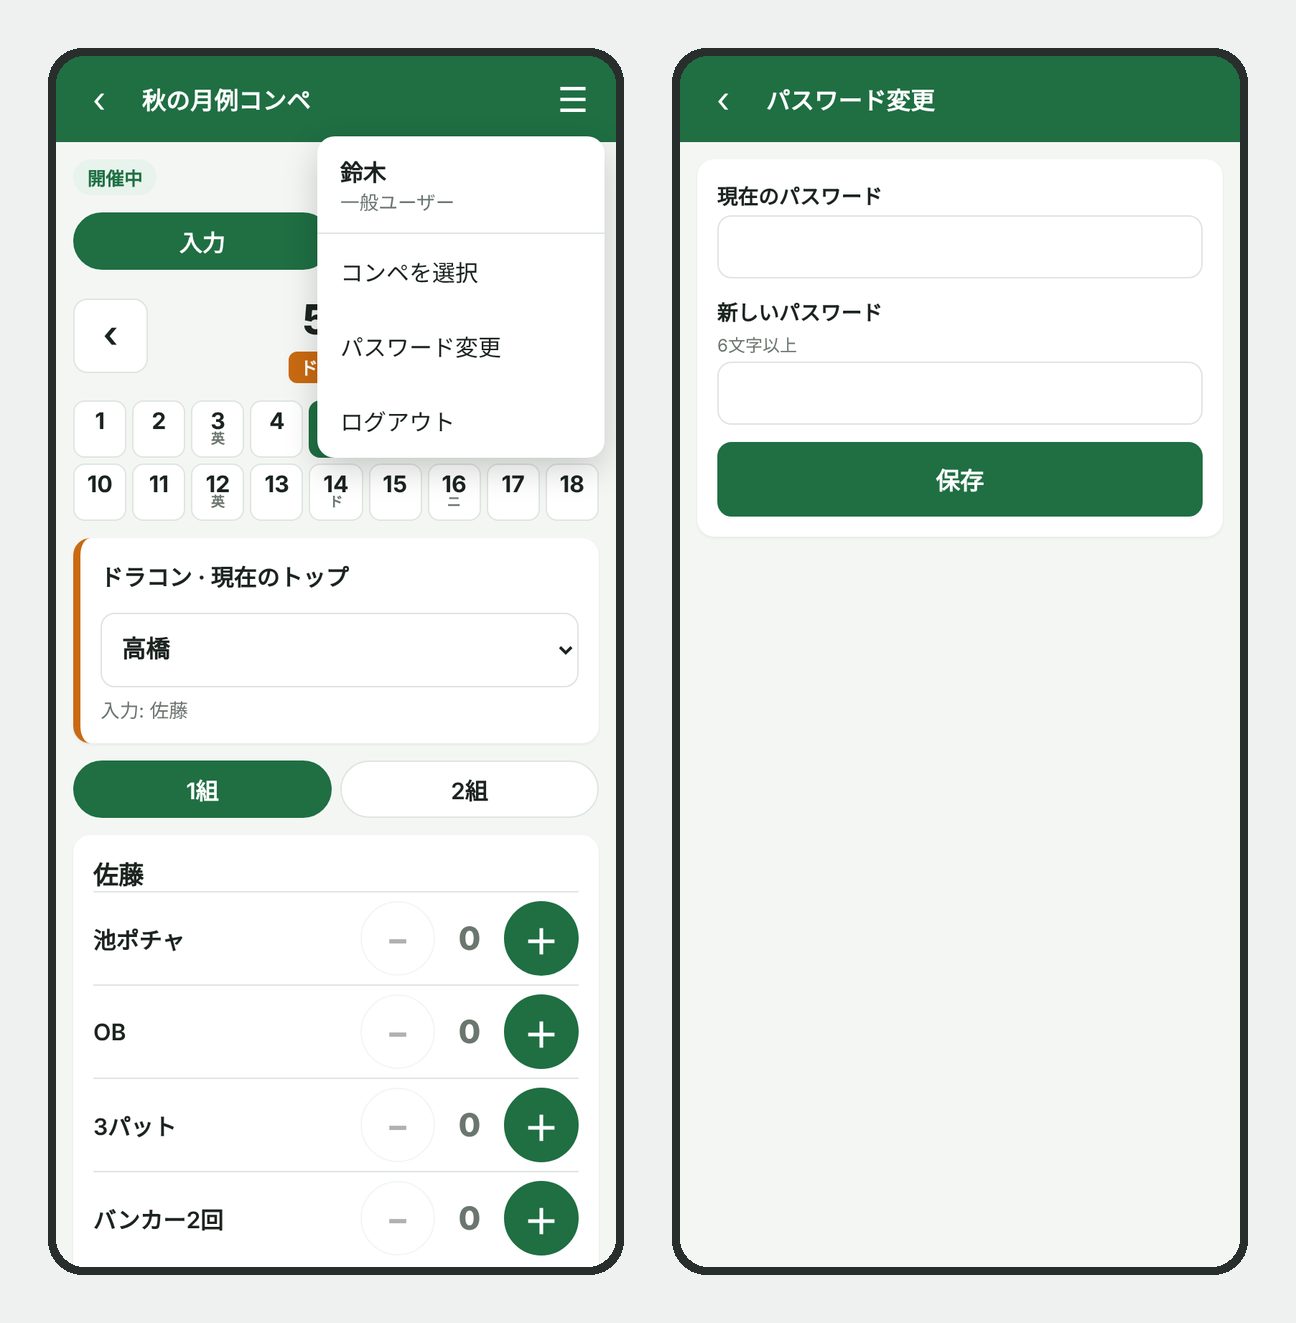 秋の月例コンペ
開催中
鈴木
一般ユーザー
入力
コンペを選択
5
パスワード変更
ド
ログアウト
1 2 3 4
英
10 11 12 13 14 15 16 17 18
英 ド ニ
ドラコン · 現在のトップ
高橋
入力: 佐藤
1組 2組
佐藤
池ポチャ − 0 +
OB − 0 +
3パット − 0 +
バンカー2回 − 0 +
パスワード変更
現在のパスワード
新しいパスワード
6文字以上
保存